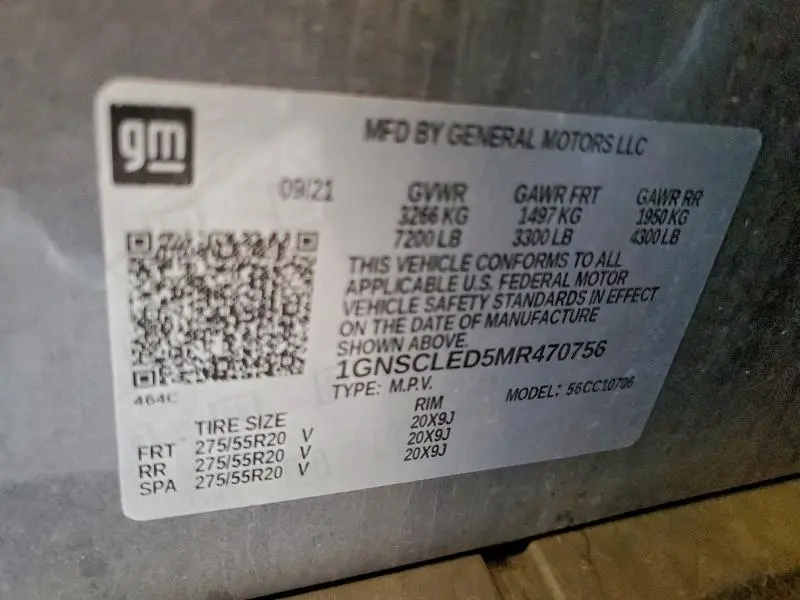 gm
MFD BY GENERAL MOTORS LLC
09/21
GVWR GAWR FRT GAWR RR
3266 KG 1497 KG 1950 KG
7200 LB 3300 LB 4300 LB
THIS VEHICLE CONFORMS TO ALL
APPLICABLE U.S. FEDERAL MOTOR
VEHICLE SAFETY STANDARDS IN EFFECT
ON THE DATE OF MANUFACTURE
SHOWN ABOVE.
1GNSCLED5MR470756
TYPE: M.P.V. MODEL: 56CC10706
464C
TIRE SIZE RIM
FRT 275/55R20 V 20X9J
RR 275/55R20 V 20X9J
SPA 275/55R20 V 20X9J